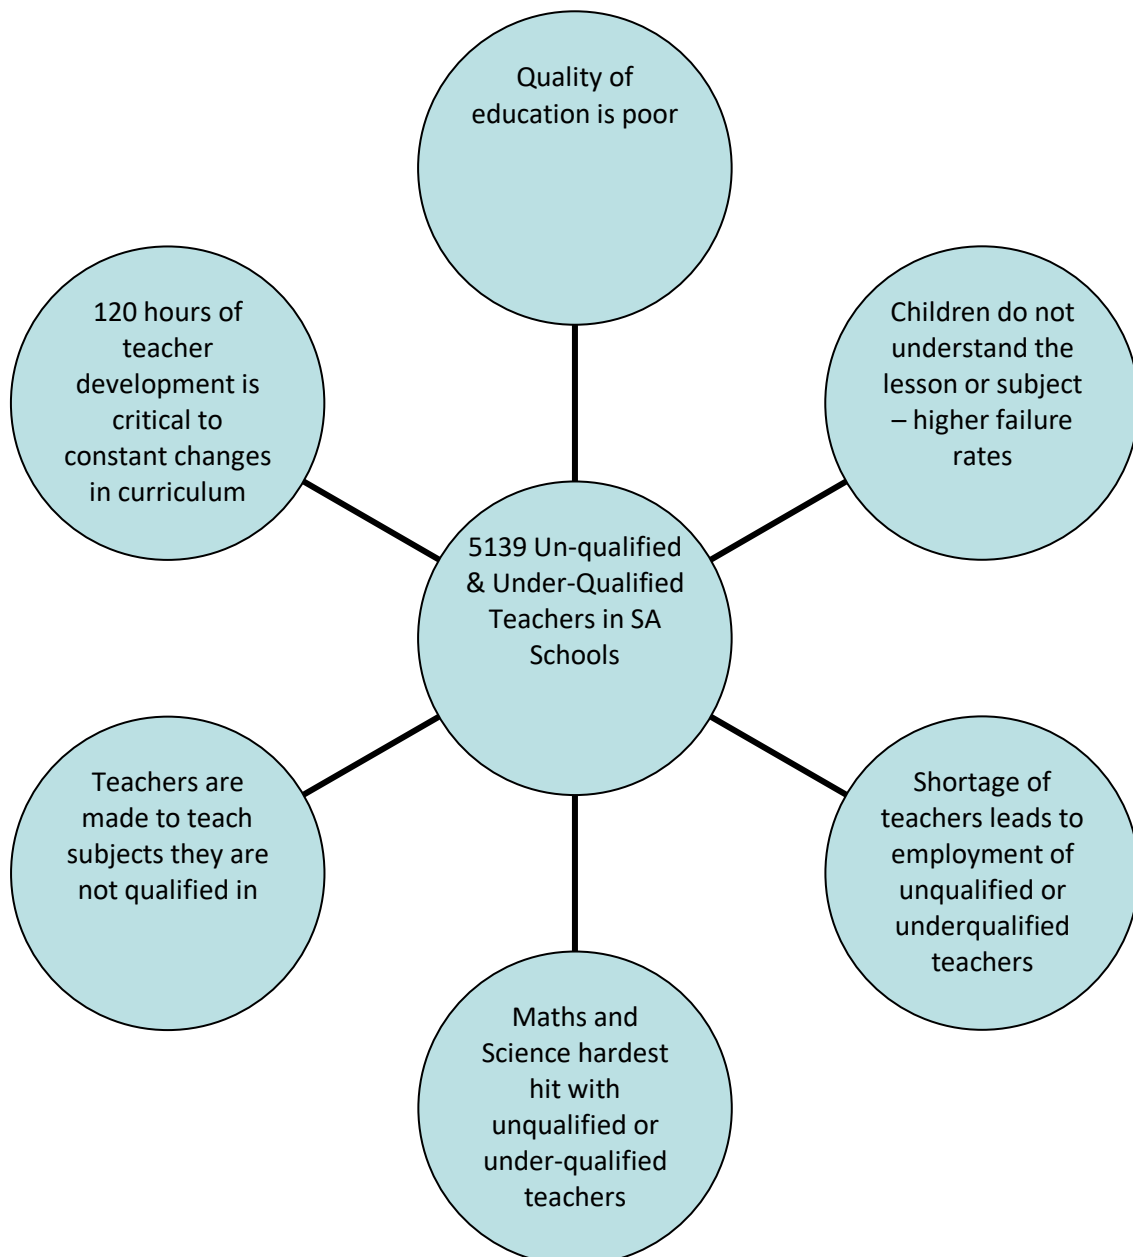 Quality of
education is poor
120 hours of
teacher
development is
critical to
constant changes
in curriculum
Children do not
understand the
lesson or subject
– higher failure
rates
5139 Un-qualified
& Under-Qualified
Teachers in SA
Schools
Teachers are
made to teach
subjects they are
not qualified in
Shortage of
teachers leads to
employment of
unqualified or
underqualified
teachers
Maths and
Science hardest
hit with
unqualified or
under-qualified
teachers